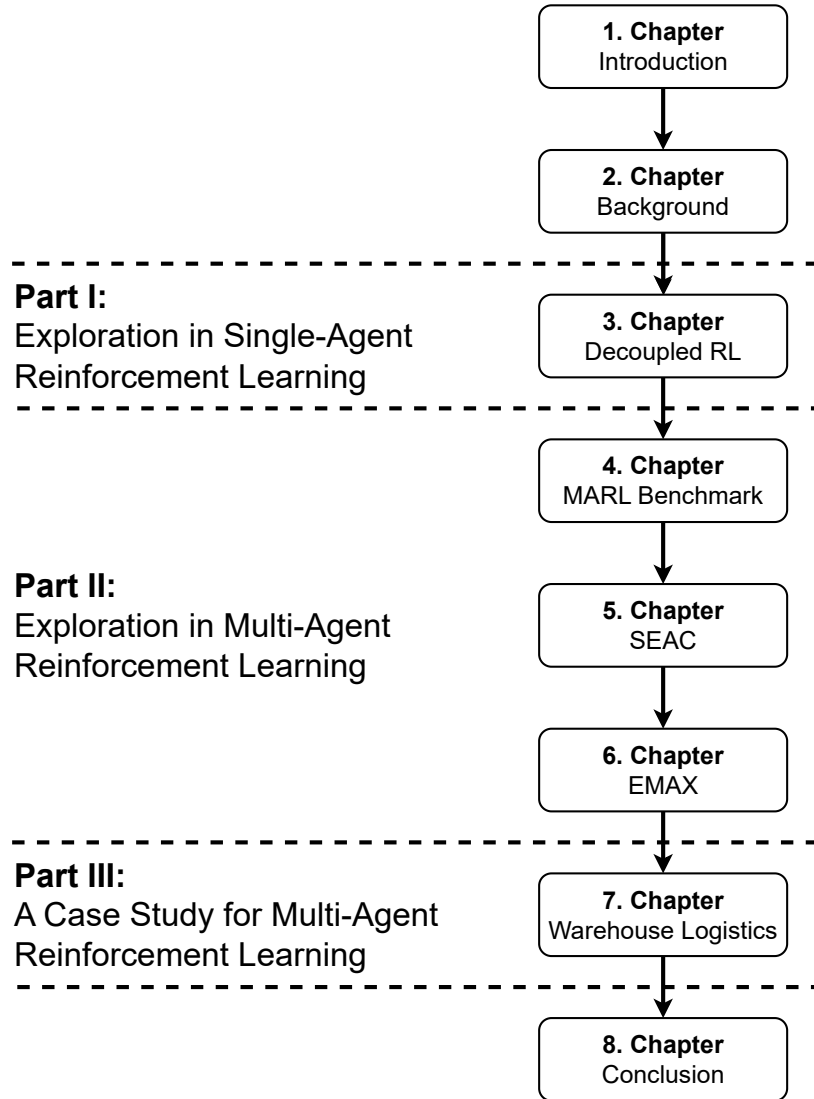 1. Chapter
Introduction
2. Chapter
Background
Part I:
Exploration in Single-Agent
Reinforcement Learning
3. Chapter
Decoupled RL
4. Chapter
MARL Benchmark
Part II:
Exploration in Multi-Agent
Reinforcement Learning
5. Chapter
SEAC
6. Chapter
EMAX
Part III:
A Case Study for Multi-Agent
Reinforcement Learning
7. Chapter
Warehouse Logistics
8. Chapter
Conclusion